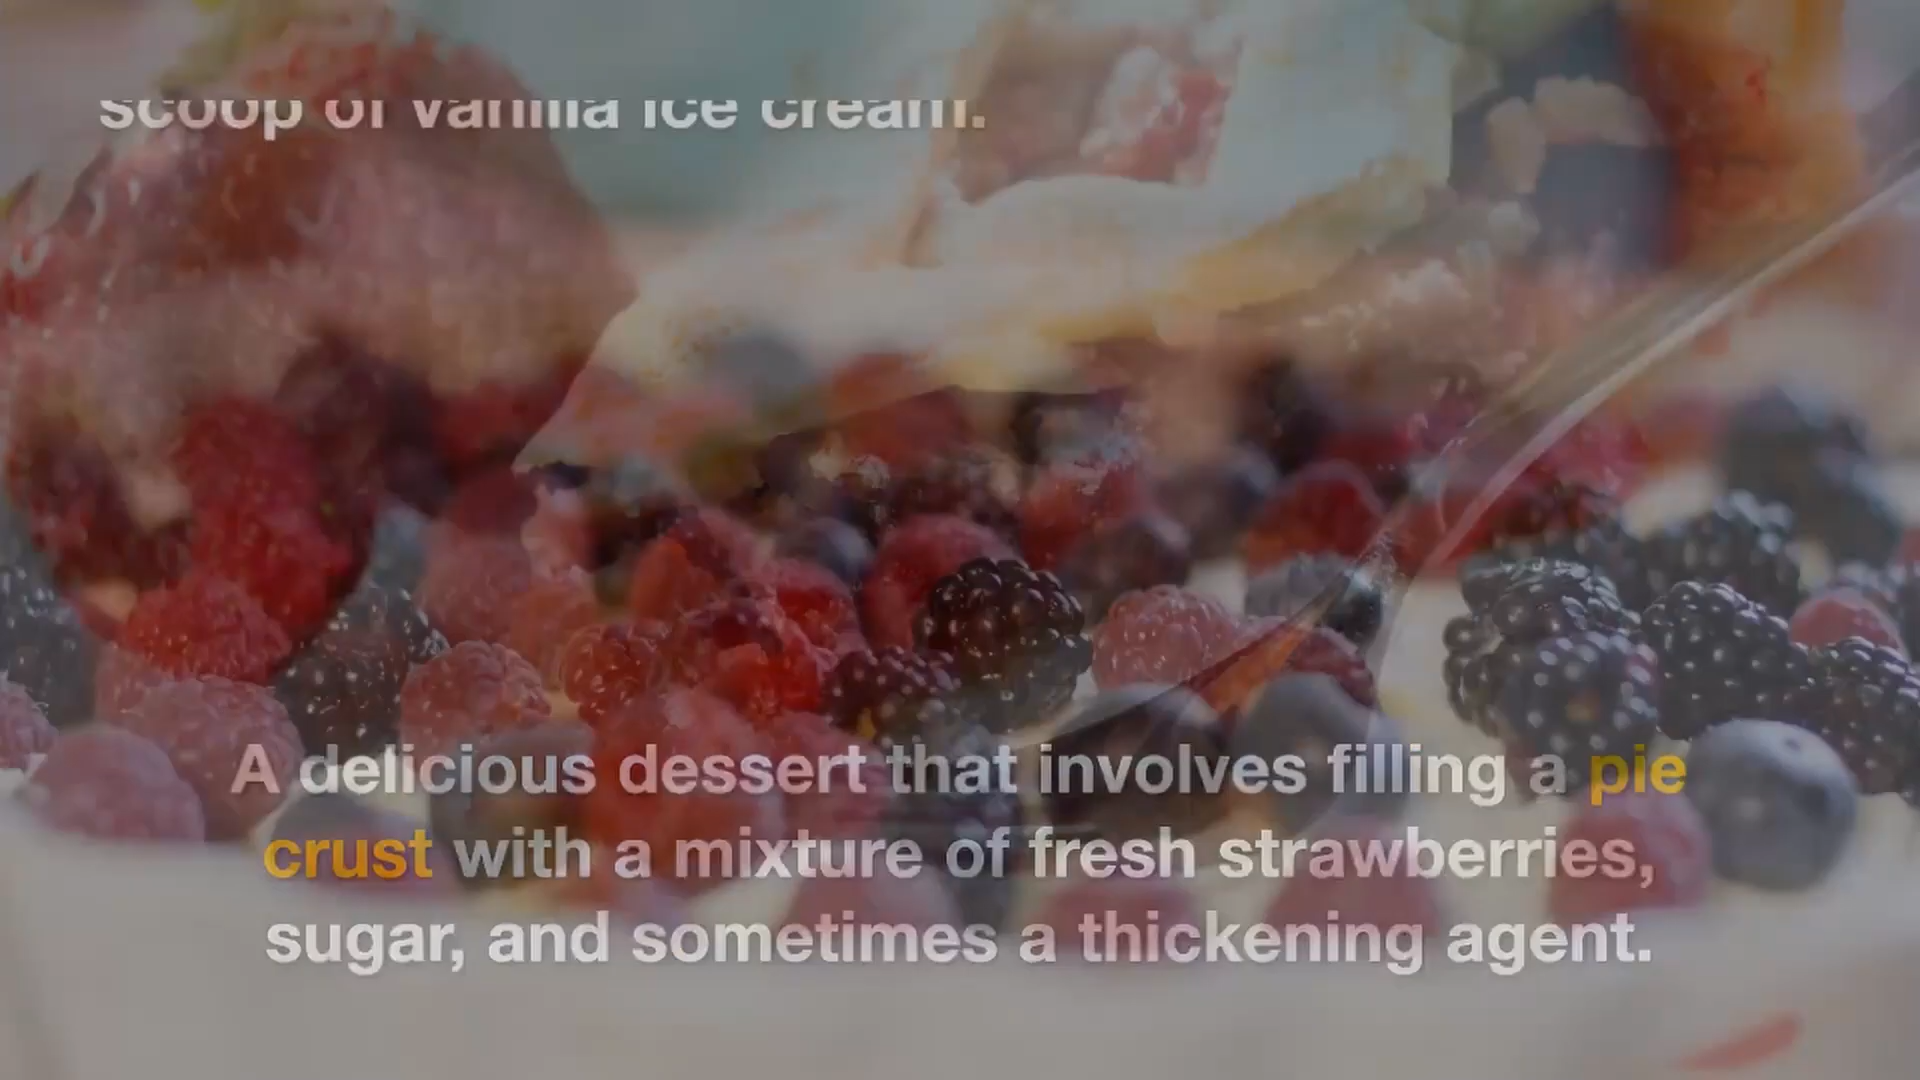 scoop of vanilla ice cream.
A delicious dessert that involves filling a pie
crust with a mixture of fresh strawberries,
sugar, and sometimes a thickening agent.